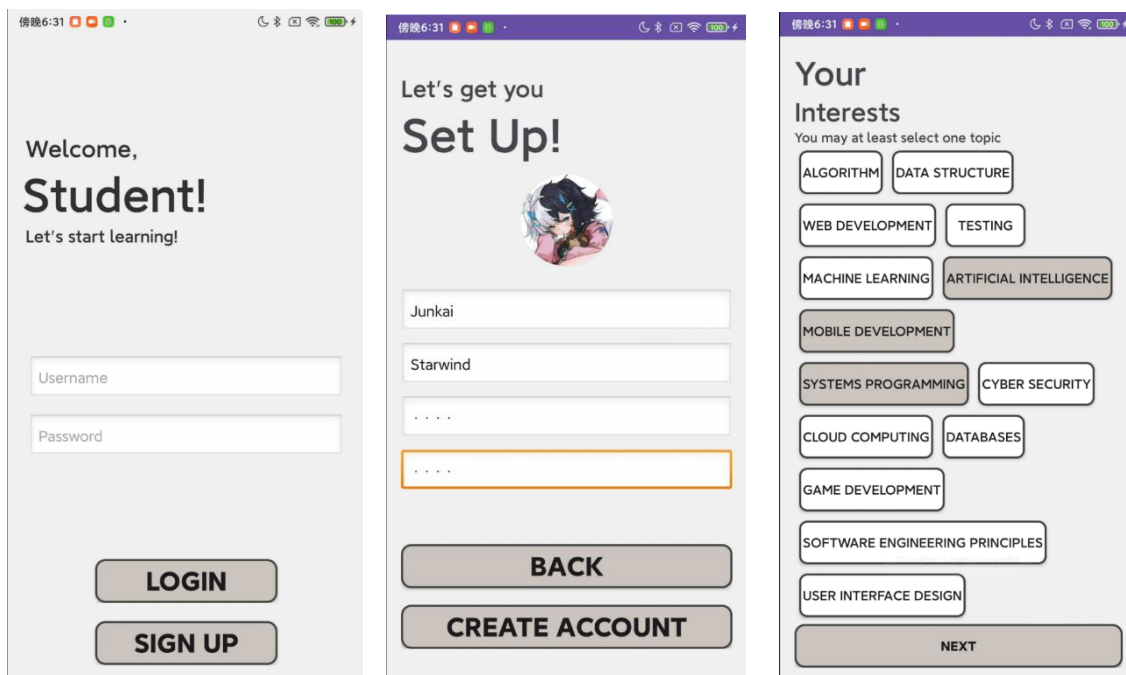 傍晚6:31
100
Welcome,
Student!
Let's start learning!
Username
Password
LOGIN
SIGN UP
傍晚6:31
100
Let's get you
Set Up!
Junkai
Starwind
....
....
BACK
CREATE ACCOUNT
傍晚6:31
100
Your
Interests
You may at least select one topic
ALGORITHM DATA STRUCTURE
WEB DEVELOPMENT TESTING
MACHINE LEARNING ARTIFICIAL INTELLIGENCE
MOBILE DEVELOPMENT
SYSTEMS PROGRAMMING CYBER SECURITY
CLOUD COMPUTING DATABASES
GAME DEVELOPMENT
SOFTWARE ENGINEERING PRINCIPLES
USER INTERFACE DESIGN
NEXT